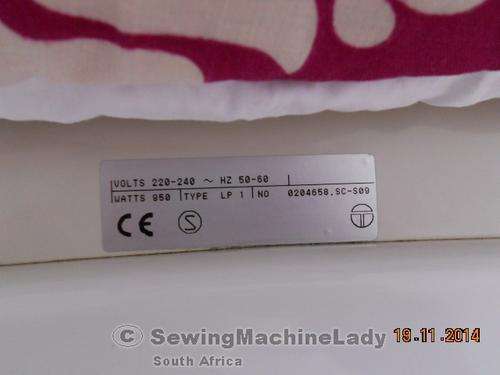 VOLTS 220-240 ~ HZ 50-60
WATTS 950 TYPE LP 1 NO 0204658.SC-S09
CE
© SewingMachineLady
South Africa
19.11.2014